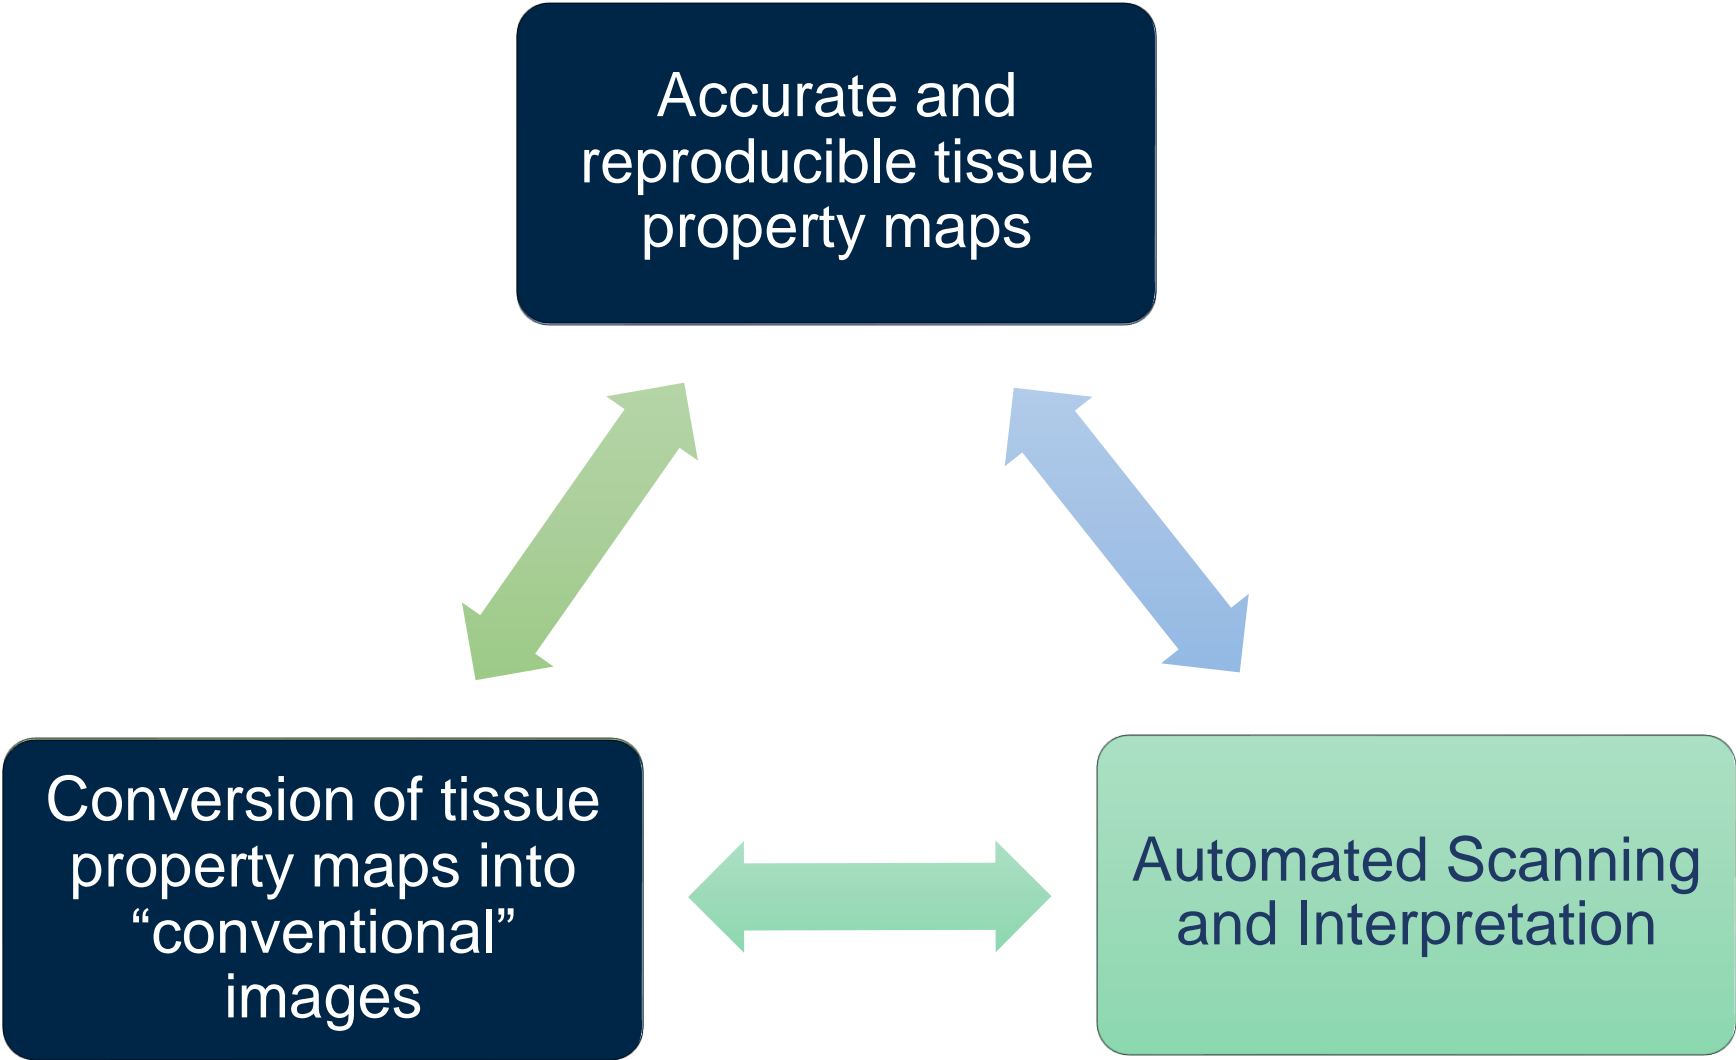 Accurate and
reproducible tissue
property maps
Conversion of tissue
property maps into
“conventional”
images
Automated Scanning
and Interpretation